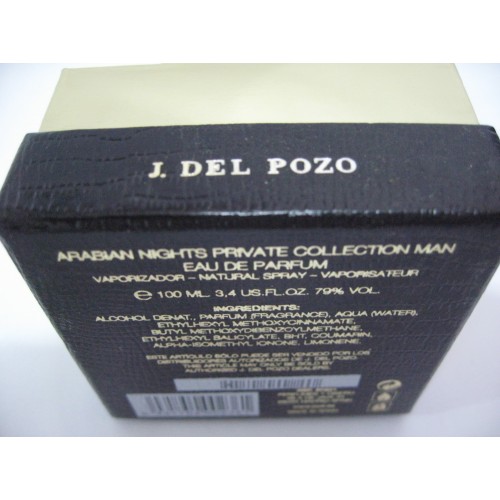 J. DEL POZO
ARABIAN NIGHTS PRIVATE COLLECTION MAN
EAU DE PARFUM
VAPORIZADOR - NATURAL SPRAY - VAPORISATEUR
℮ 100 ML. 3,4 US.FL.OZ. 79% VOL.
INGREDIENTS:
ALCOHOL DENAT., PARFUM (FRAGRANCE), AQUA (WATER),
ETHYLHEXYL METHOXYCINNAMATE,
BUTYL METHOXYDIBENZOYLMETHANE,
ETHYLHEXYL SALICYLATE, BHT, COUMARIN,
ALPHA-ISOMETHYL IONONE, LIMONENE.
ESTE ARTICULO SÓLO PUEDE SER VENDIDO POR LOS
DISTRIBUIDORES AUTORIZADOS DE J. DEL POZO
THIS ARTICLE MAY ONLY BE SOLD BY
AUTHORIZED J. DEL POZO DEALERS.